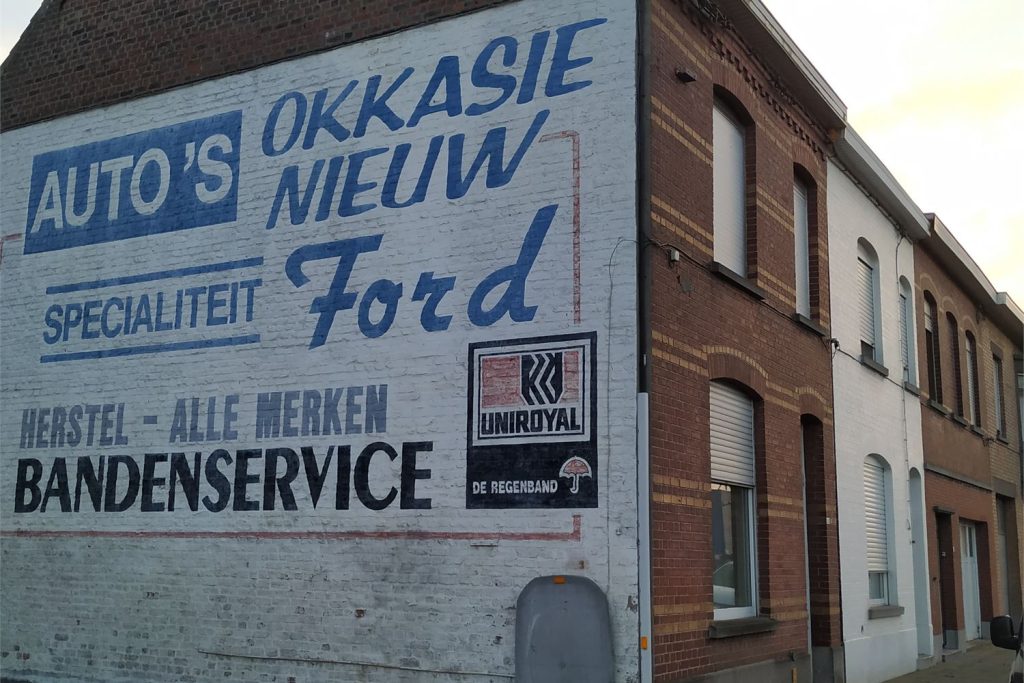 AUTO'S
OKKASIE
NIEUW
SPECIALITEIT
Ford
HERSTEL - ALLE MERKEN
BANDENSERVICE
UNIROYAL
DE REGENBAND